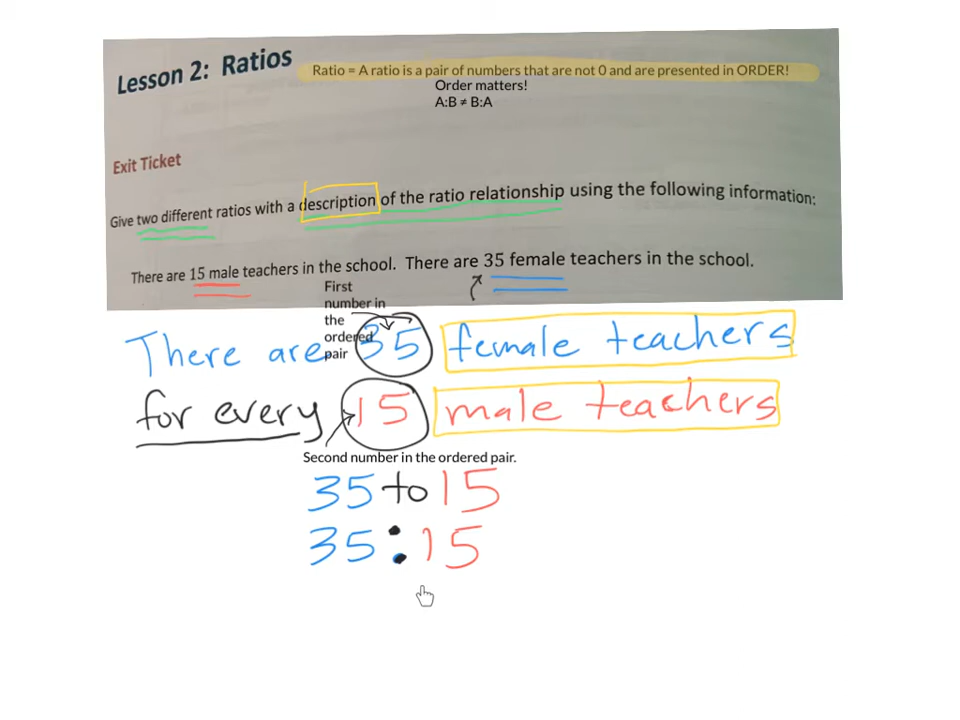 Lesson 2: Ratios
Ratio = A ratio is a pair of numbers that are not 0 and are presented in ORDER!
Order matters!
A:B ≠ B:A
Exit Ticket
Give two different ratios with a description of the ratio relationship using the following information:
There are 15 male teachers in the school. There are 35 female teachers in the school.
First
number in
the
ordered
pair
There are 35 female teachers
for every 15 male teachers
Second number in the ordered pair.
35 to 15
35 : 15